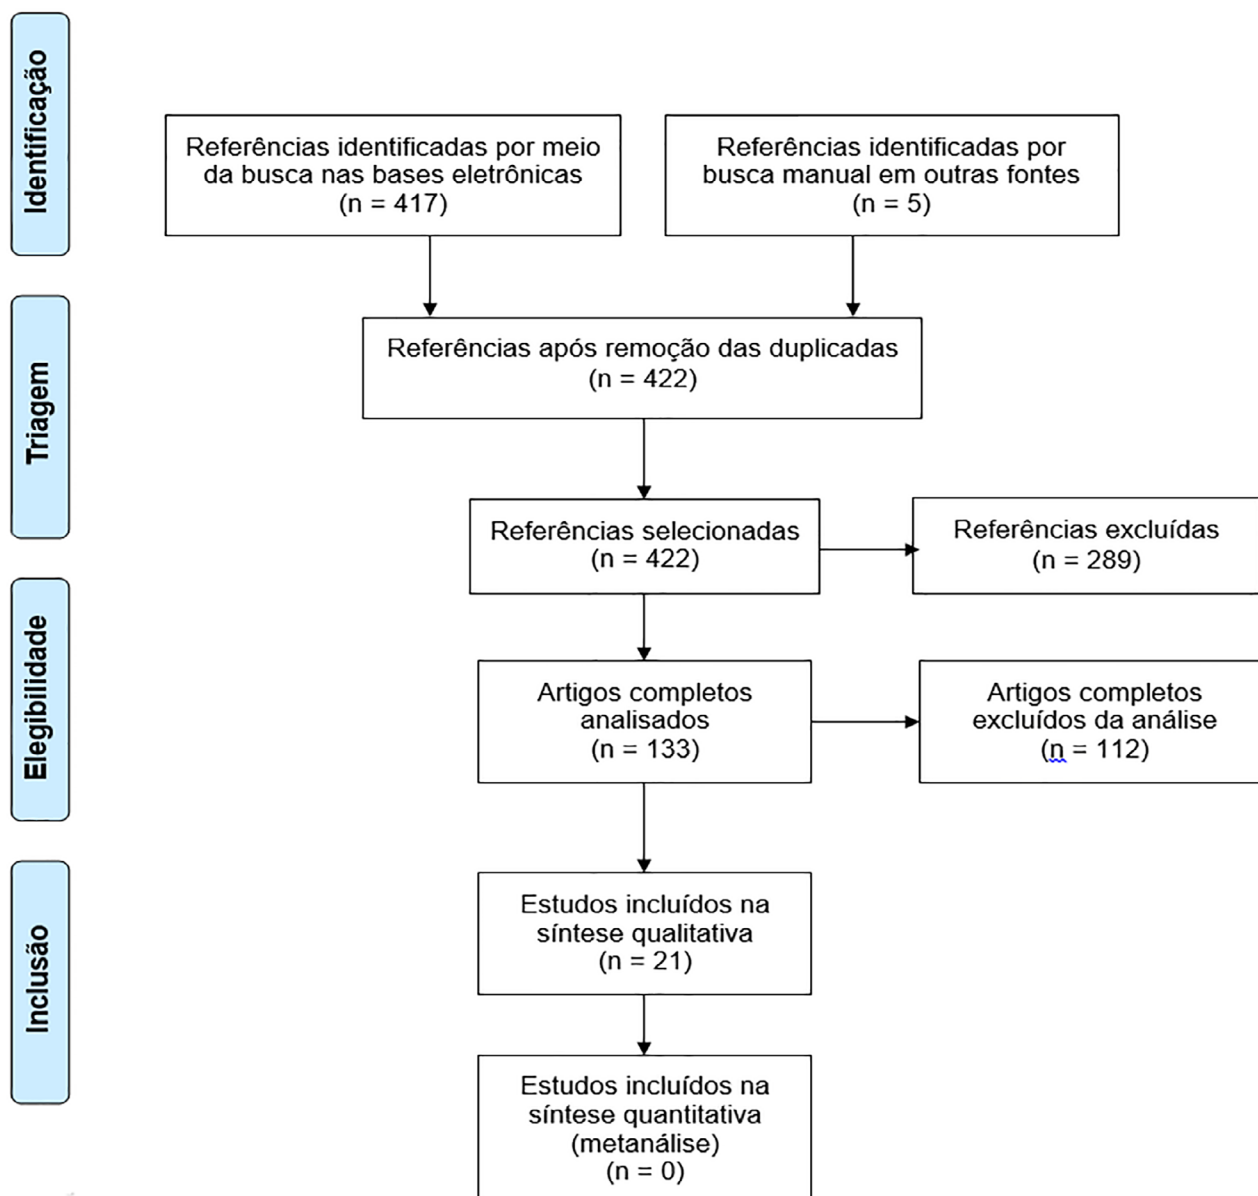 Identificação
Referências identificadas por meio
da busca nas bases eletrônicas
(n = 417)
Referências identificadas por
busca manual em outras fontes
(n = 5)
Triagem
Referências após remoção das duplicadas
(n = 422)
Referências selecionadas
(n = 422)
Referências excluídas
(n = 289)
Elegibilidade
Artigos completos
analisados
(n = 133)
Artigos completos
excluídos da análise
(n = 112)
Inclusão
Estudos incluídos na
síntese qualitativa
(n = 21)
Estudos incluídos na
síntese quantitativa
(metanálise)
(n = 0)